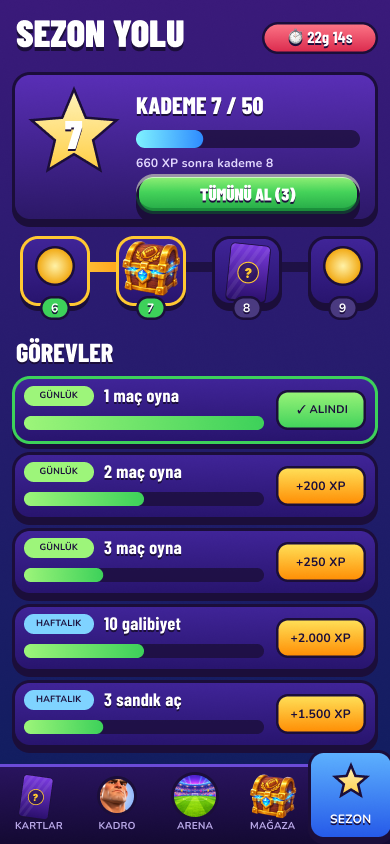 SEZON YOLU
22g 14s
7
KADEME 7 / 50
660 XP sonra kademe 8
TÜMÜNÜ AL (3)
?
6
7
8
9
GÖREVLER
GÜNLÜK 1 maç oyna
✓ ALINDI
GÜNLÜK 2 maç oyna
+200 XP
GÜNLÜK 3 maç oyna
+250 XP
HAFTALIK 10 galibiyet
+2.000 XP
HAFTALIK 3 sandık aç
+1.500 XP
?
KARTLAR
KADRO
ARENA
MAĞAZA
SEZON